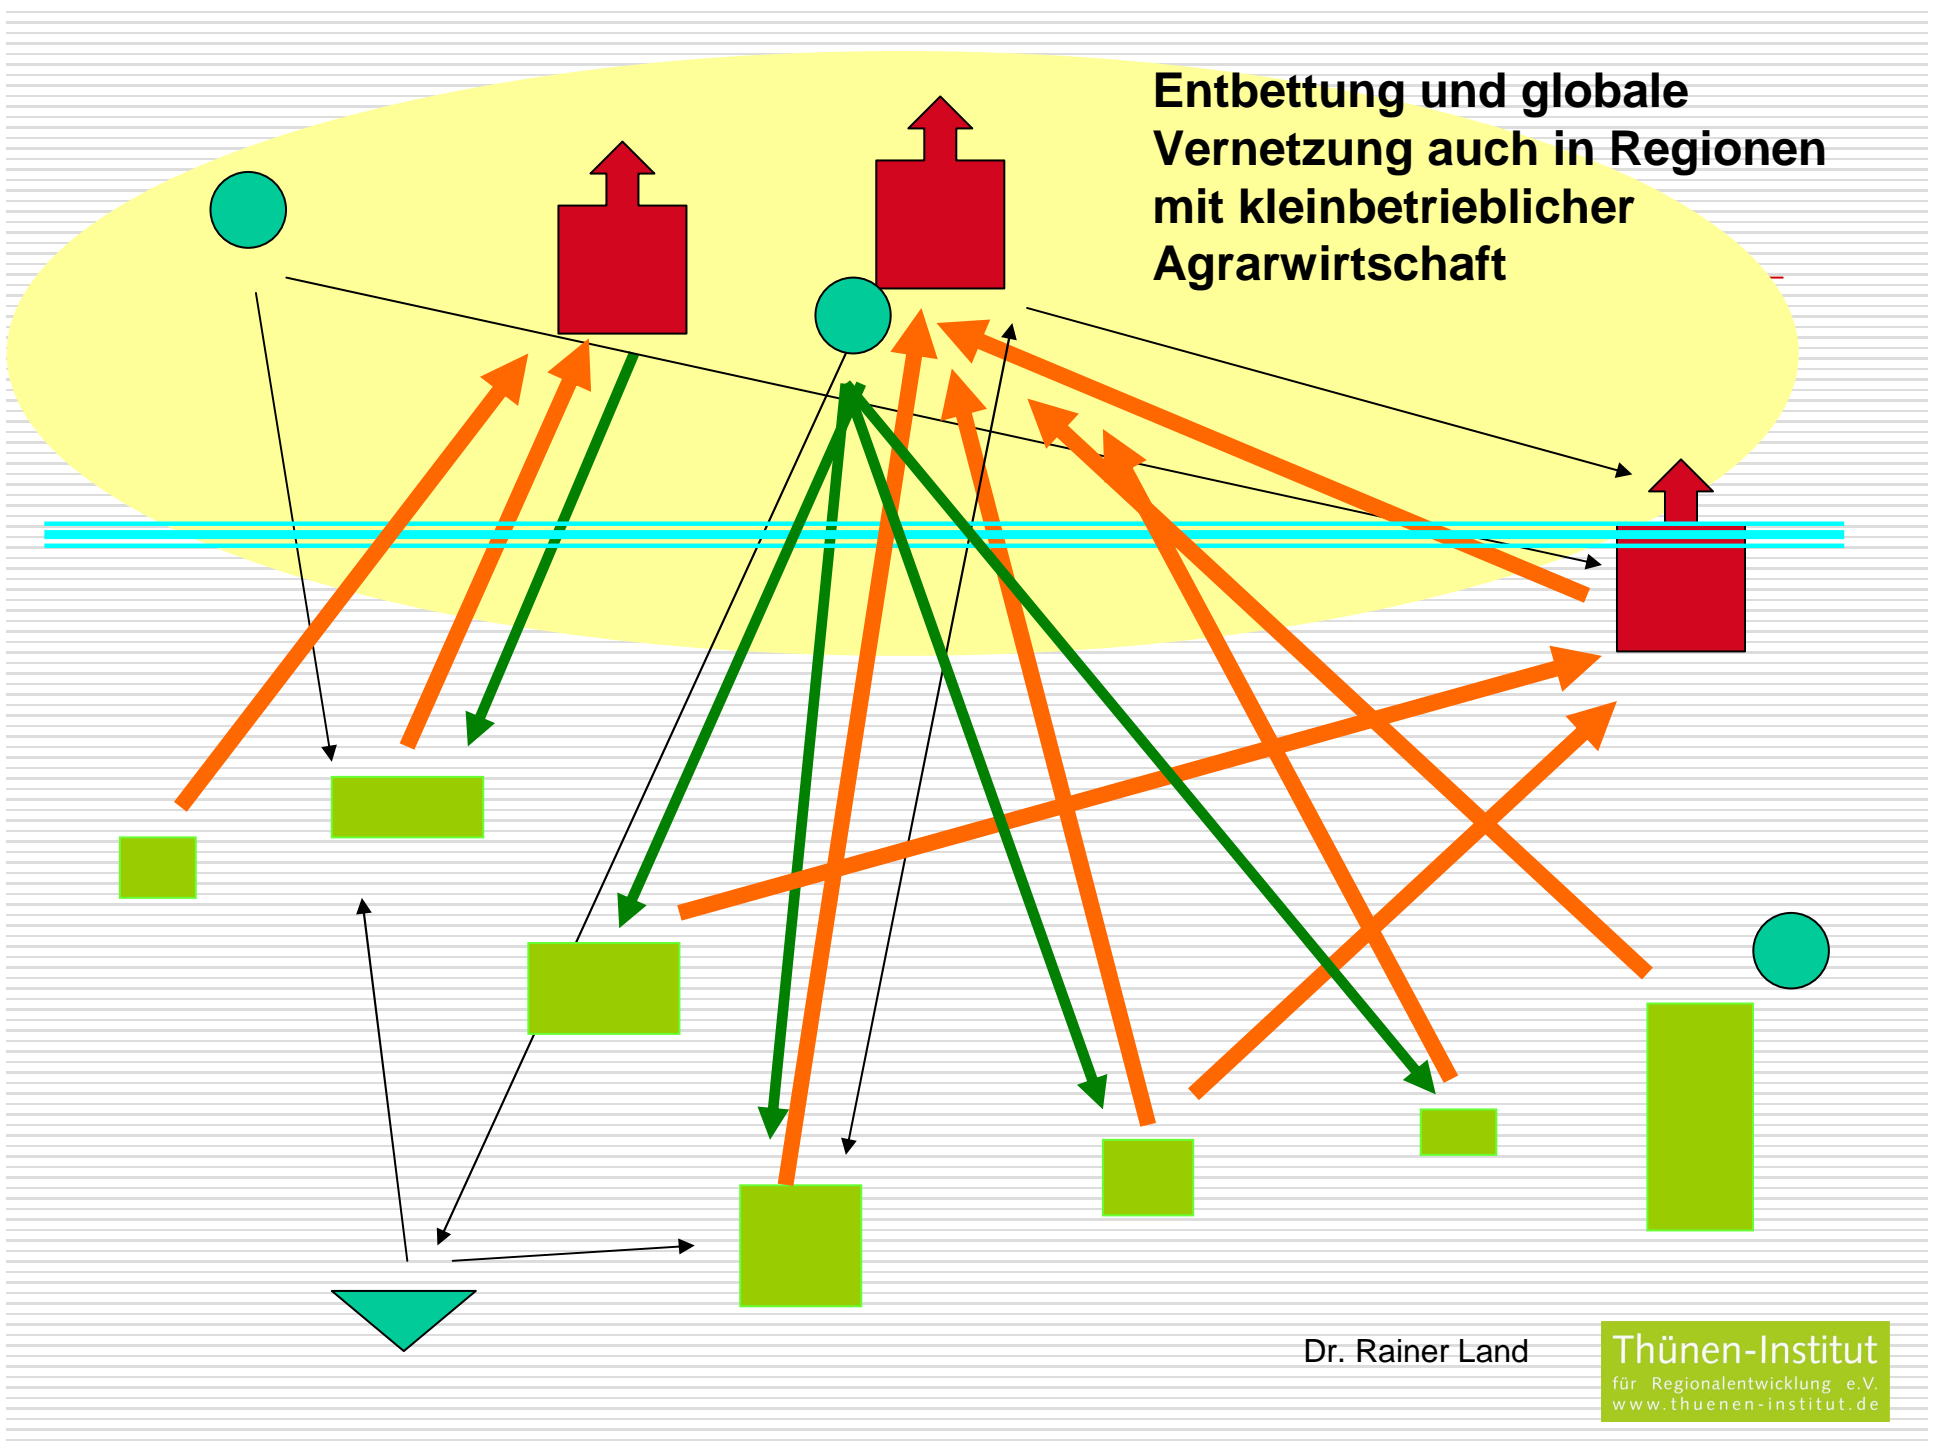 Entbettung und globale
Vernetzung auch in Regionen
mit kleinbetrieblicher
Agrarwirtschaft
Dr. Rainer Land
Thünen-Institut
für Regionalentwicklung e.V.
www.thuenen-institut.de